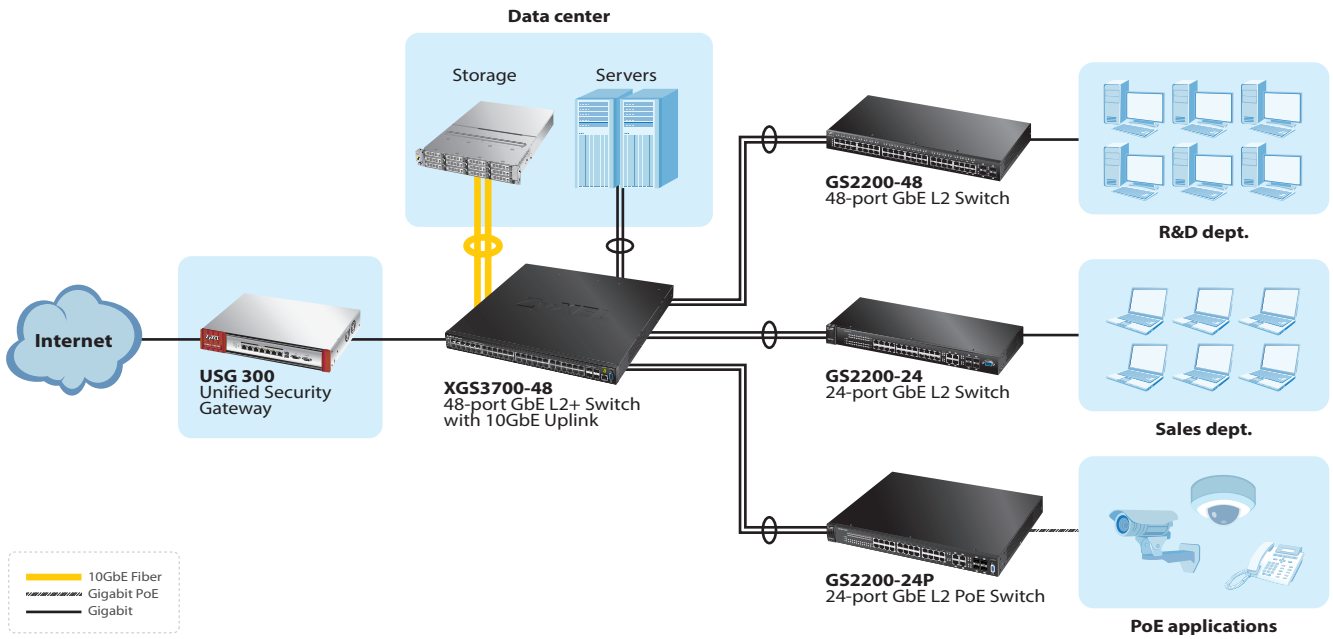 Data center
Storage
Servers
GS2200-48
48-port GbE L2 Switch
R&D dept.
Internet
USG 300
Unified Security
Gateway
XGS3700-48
48-port GbE L2+ Switch
with 10GbE Uplink
GS2200-24
24-port GbE L2 Switch
Sales dept.
GS2200-24P
24-port GbE L2 PoE Switch
PoE applications
10GbE Fiber
Gigabit PoE
Gigabit